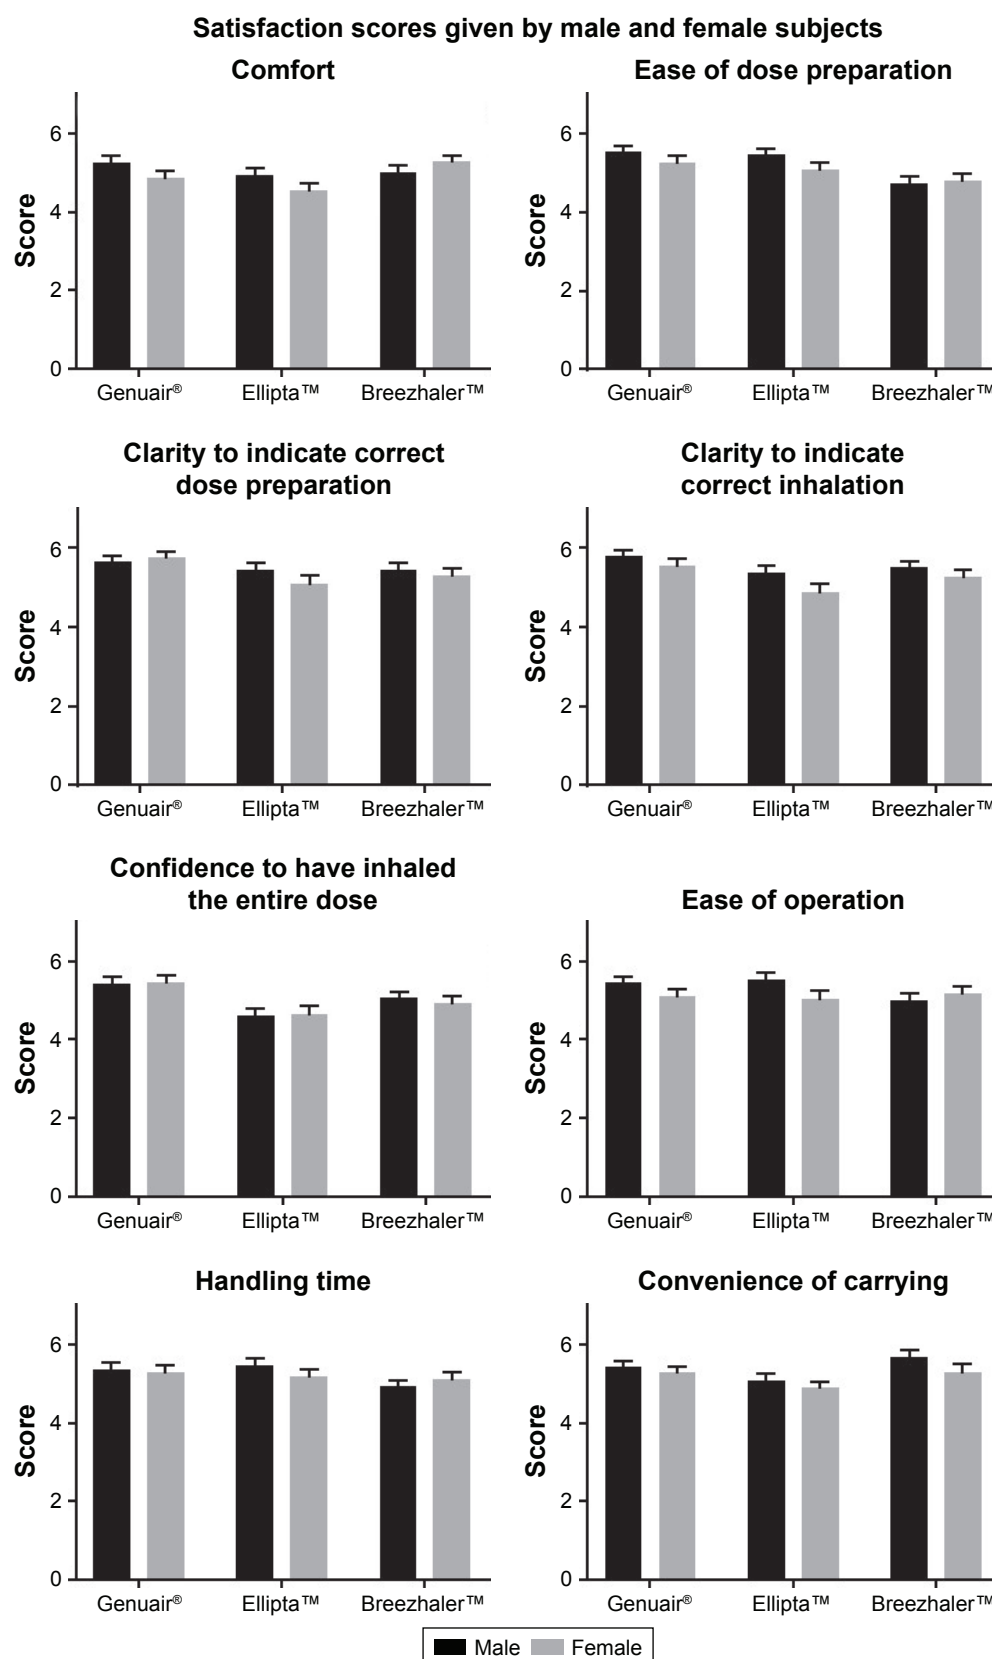 Satisfaction scores given by male and female subjects
Comfort
Score
6
4
2
0
Genuair® Ellipta™ Breezhaler™
Ease of dose preparation
Score
6
4
2
0
Genuair® Ellipta™ Breezhaler™
Clarity to indicate correct
dose preparation
Score
6
4
2
0
Genuair® Ellipta™ Breezhaler™
Clarity to indicate
correct inhalation
Score
6
4
2
0
Genuair® Ellipta™ Breezhaler™
Confidence to have inhaled
the entire dose
Score
6
4
2
0
Genuair® Ellipta™ Breezhaler™
Ease of operation
Score
6
4
2
0
Genuair® Ellipta™ Breezhaler™
Handling time
Score
6
4
2
0
Genuair® Ellipta™ Breezhaler™
Convenience of carrying
Score
6
4
2
0
Genuair® Ellipta™ Breezhaler™
Male Female